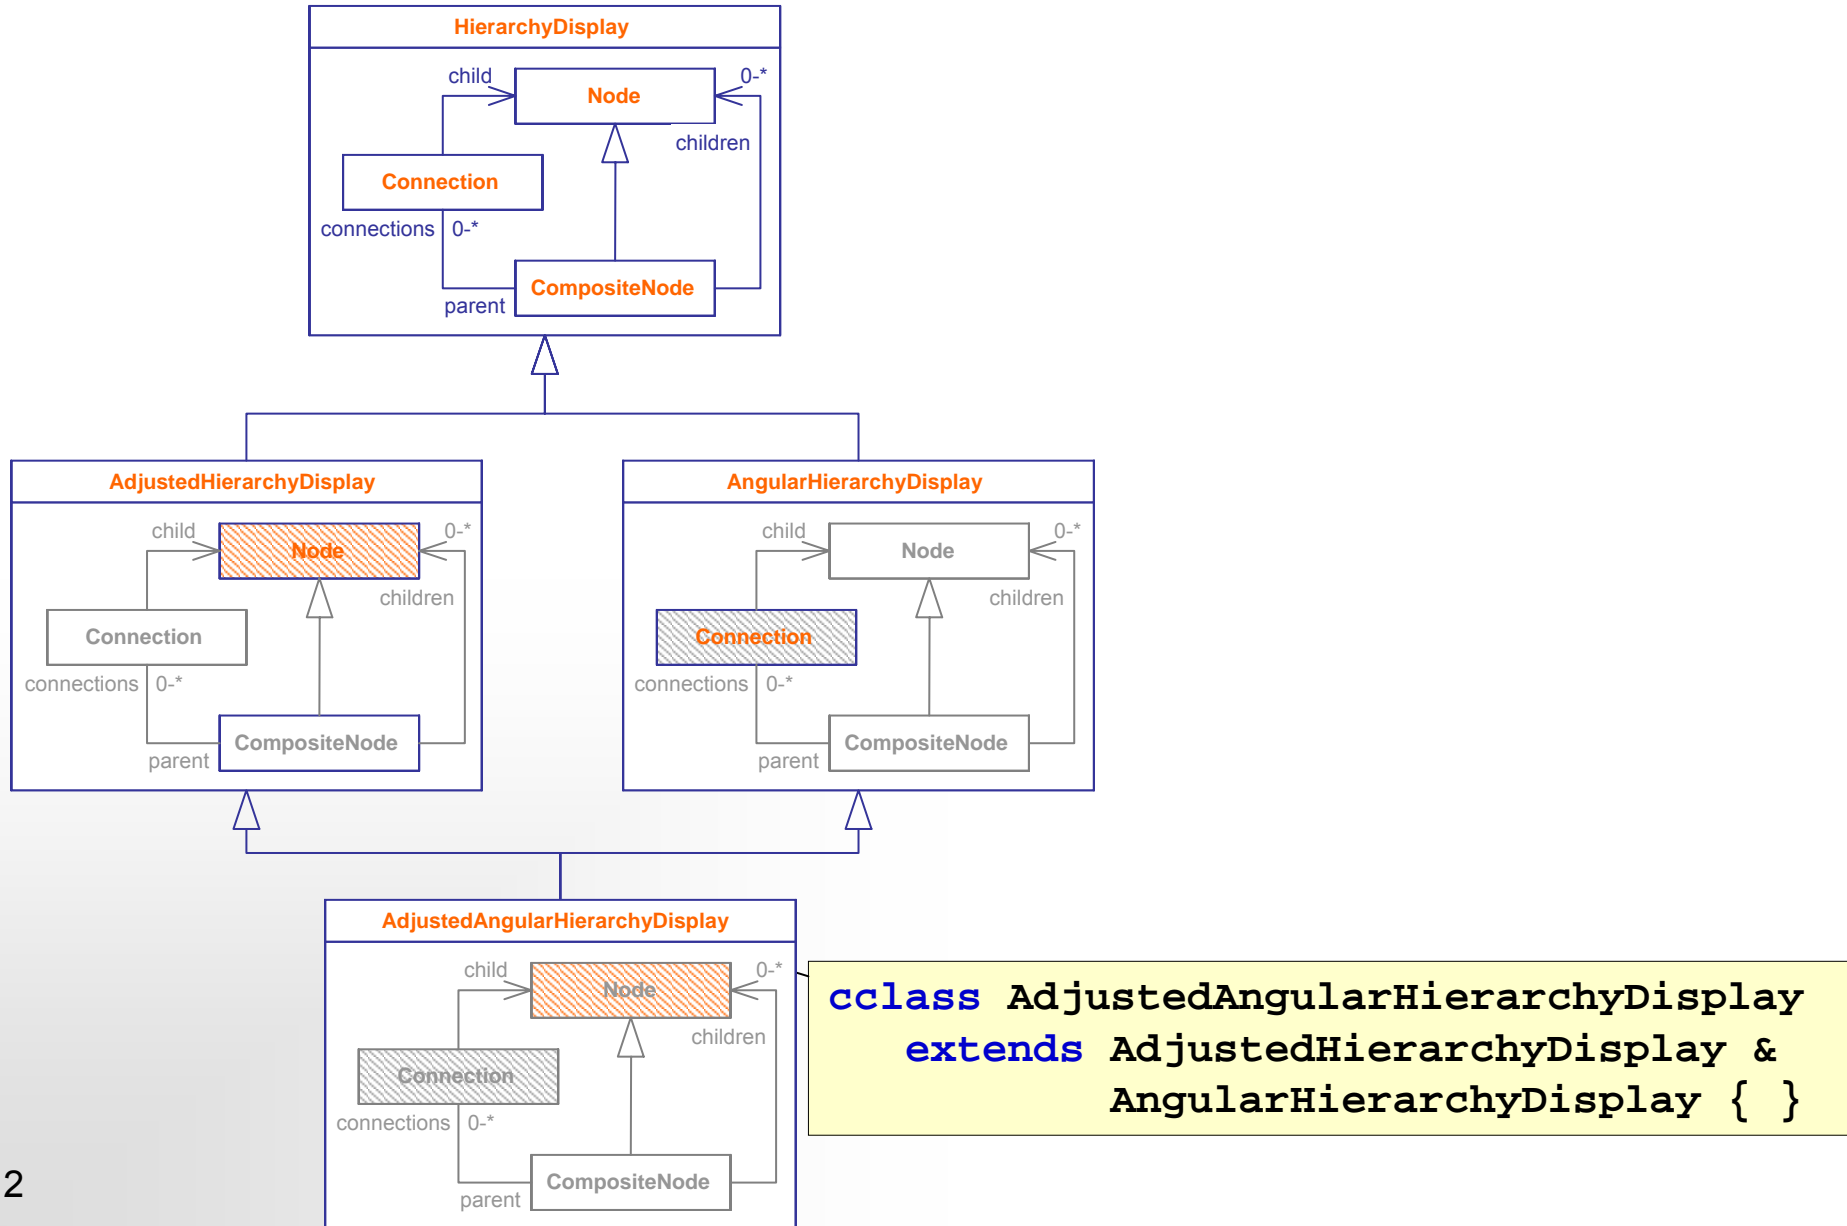 HierarchyDisplay
child
0-*
Node
children
Connection
connections
0-*
CompositeNode
parent
AdjustedHierarchyDisplay
child
0-*
Node
children
Connection
connections
0-*
CompositeNode
parent
AngularHierarchyDisplay
child
0-*
Node
children
Connection
connections
0-*
CompositeNode
parent
AdjustedAngularHierarchyDisplay
child
0-*
Node
children
Connection
connections
0-*
CompositeNode
parent
cclass AdjustedAngularHierarchyDisplay
extends AdjustedHierarchyDisplay &
AngularHierarchyDisplay { }
2